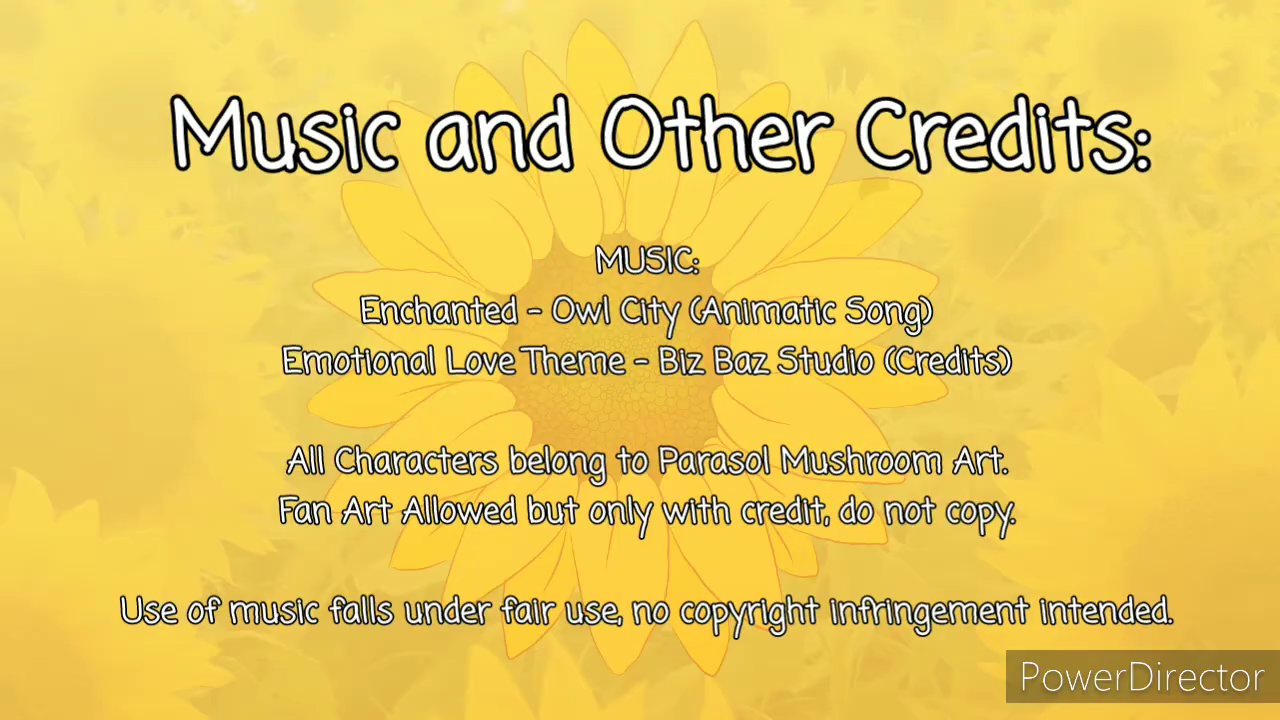 Music and Other Credits:
MUSIC:
Enchanted - Owl City (Animatic Song)
Emotional Love Theme - Biz Baz Studio (Credits)
All Characters belong to Parasol Mushroom Art.
Fan Art Allowed but only with credit, do not copy.
Use of music falls under fair use, no copyright infringement intended.
PowerDirector